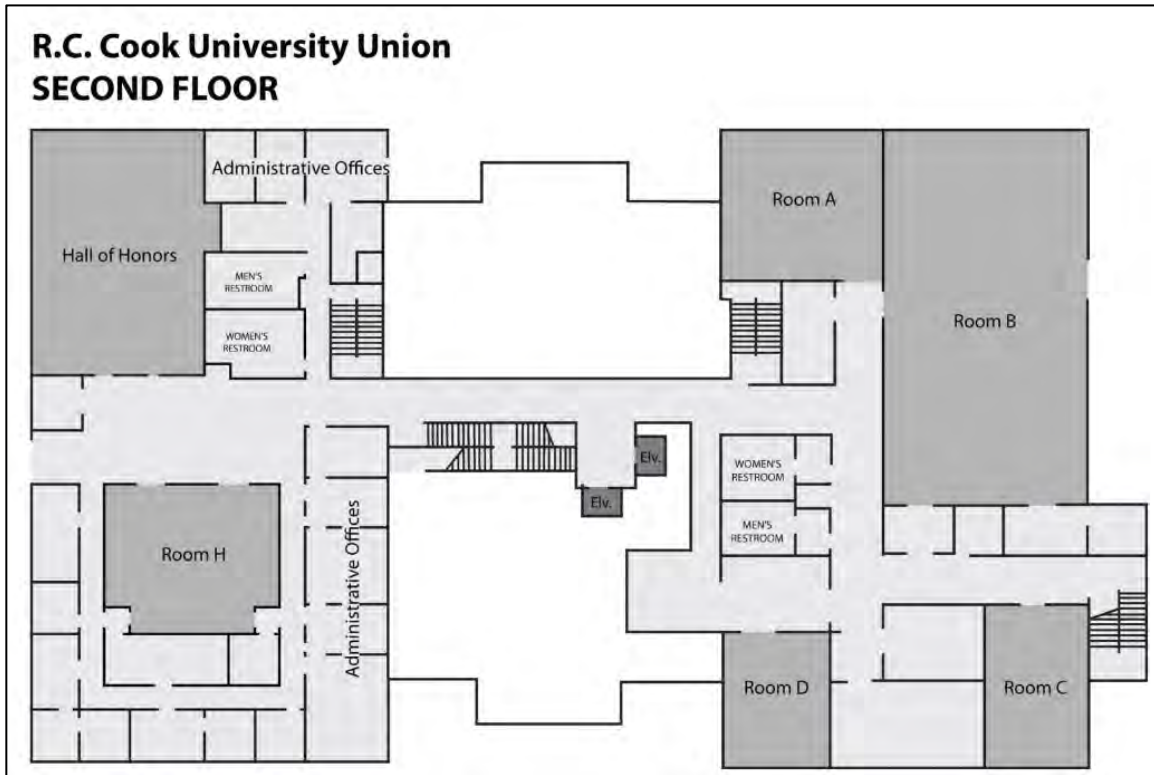 R.C. Cook University Union
SECOND FLOOR
Administrative Offices
Hall of Honors
MEN'S
RESTROOM
WOMEN'S
RESTROOM
Room A
Room B
Elv.
Elv.
WOMEN'S
RESTROOM
MEN'S
RESTROOM
Room H
Administrative Offices
Room D
Room C